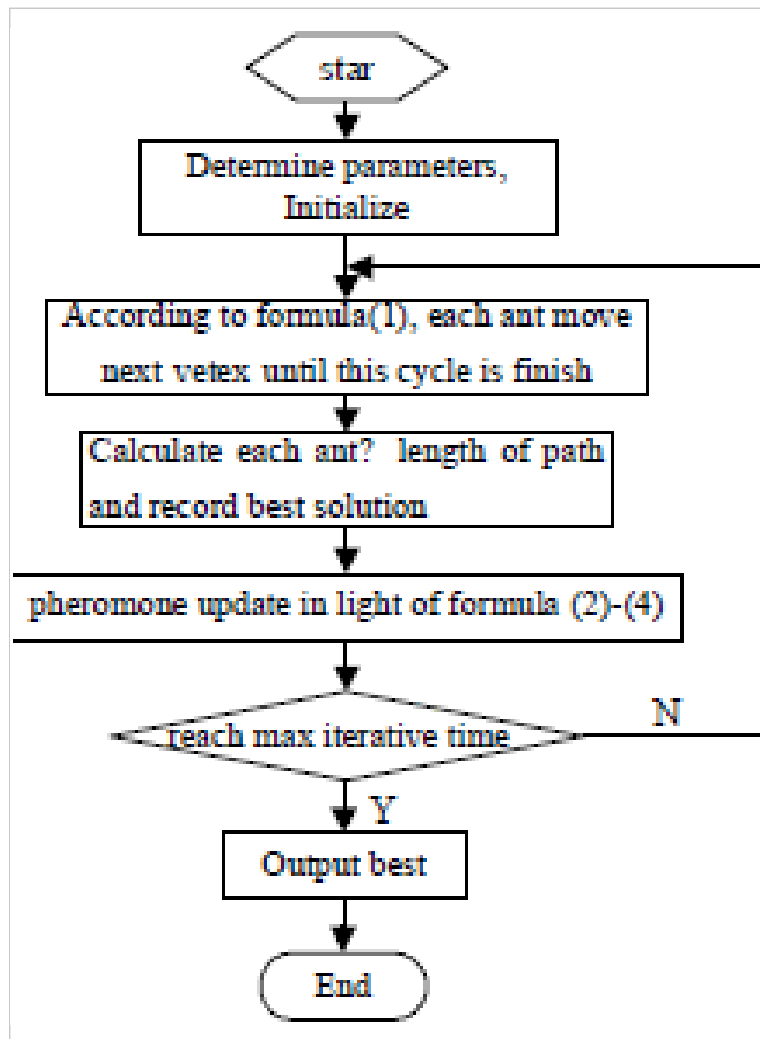 star
Determine parameters,
Initialize
According to formula(1), each ant move
next vetex until this cycle is finish
Calculate each ant? length of path
and record best solution
pheromone update in light of formula (2)-(4)
reach max iterative time
N
Y
Output best
End